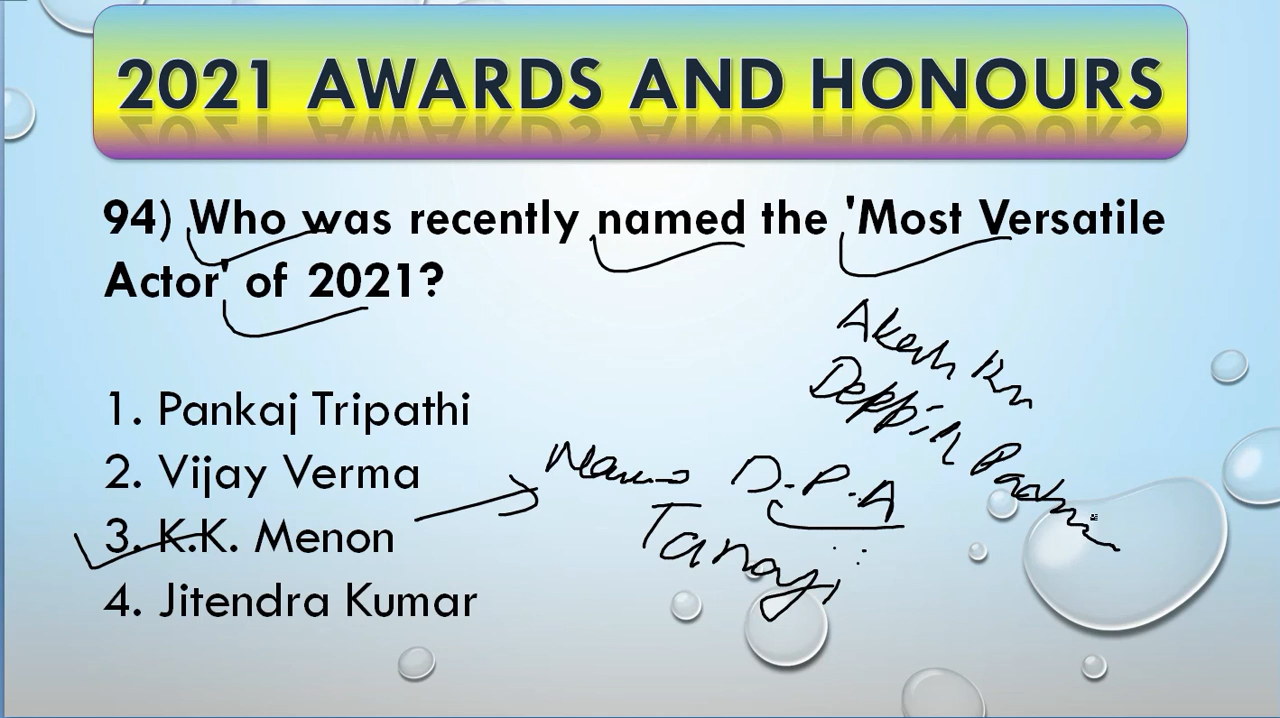 2021 AWARDS AND HONOURS
94) Who was recently named the 'Most Versatile
Actor' of 2021?
1. Pankaj Tripathi
2. Vijay Verma
3. K.K. Menon
4. Jitendra Kumar
D.P.A
Tanaji